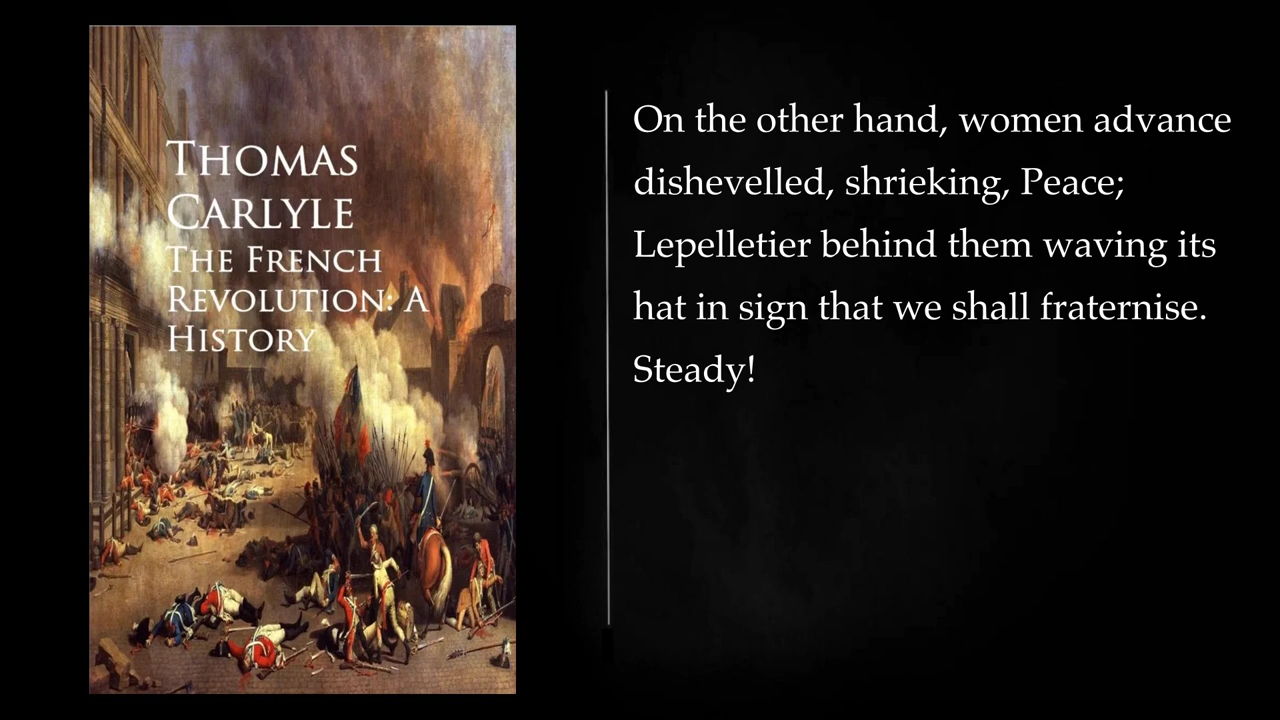 THOMAS
CARLYLE
THE FRENCH
REVOLUTION: A
HISTORY
On the other hand, women advance
dishevelled, shrieking, Peace;
Lepelletier behind them waving its
hat in sign that we shall fraternise.
Steady!